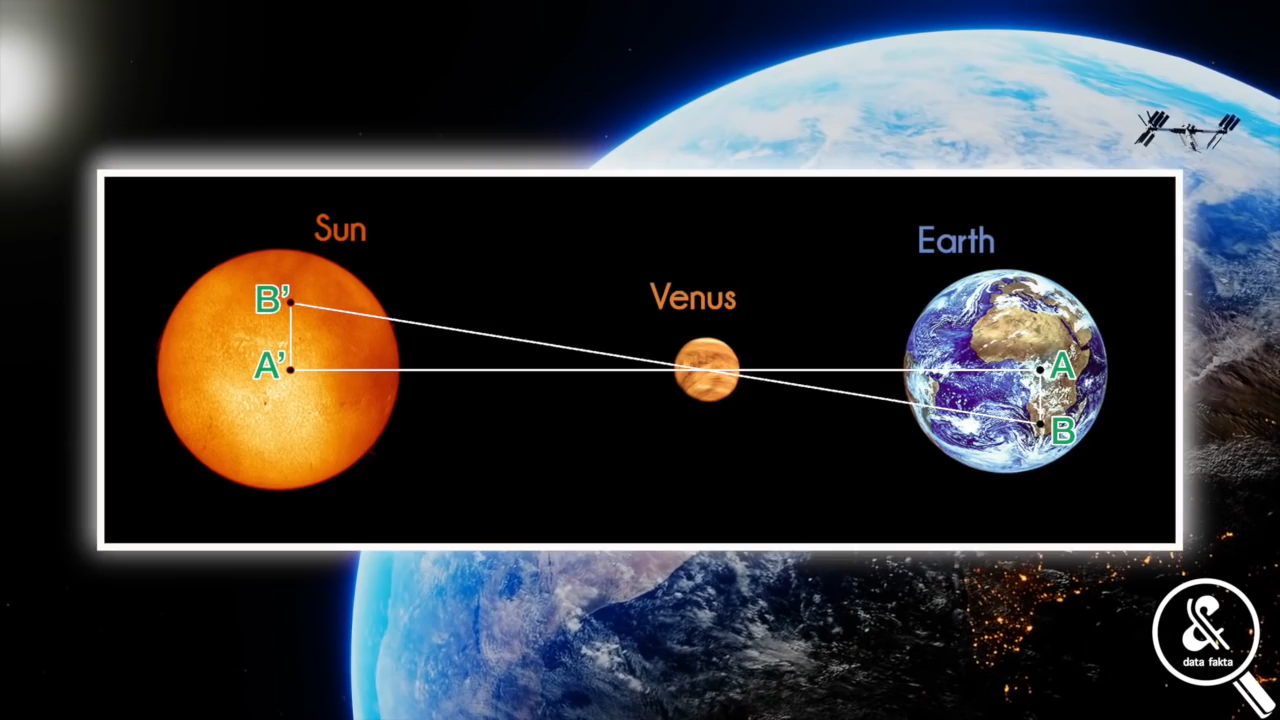 Sun
Earth
Venus
B’
A’
A
B
&
data fakta